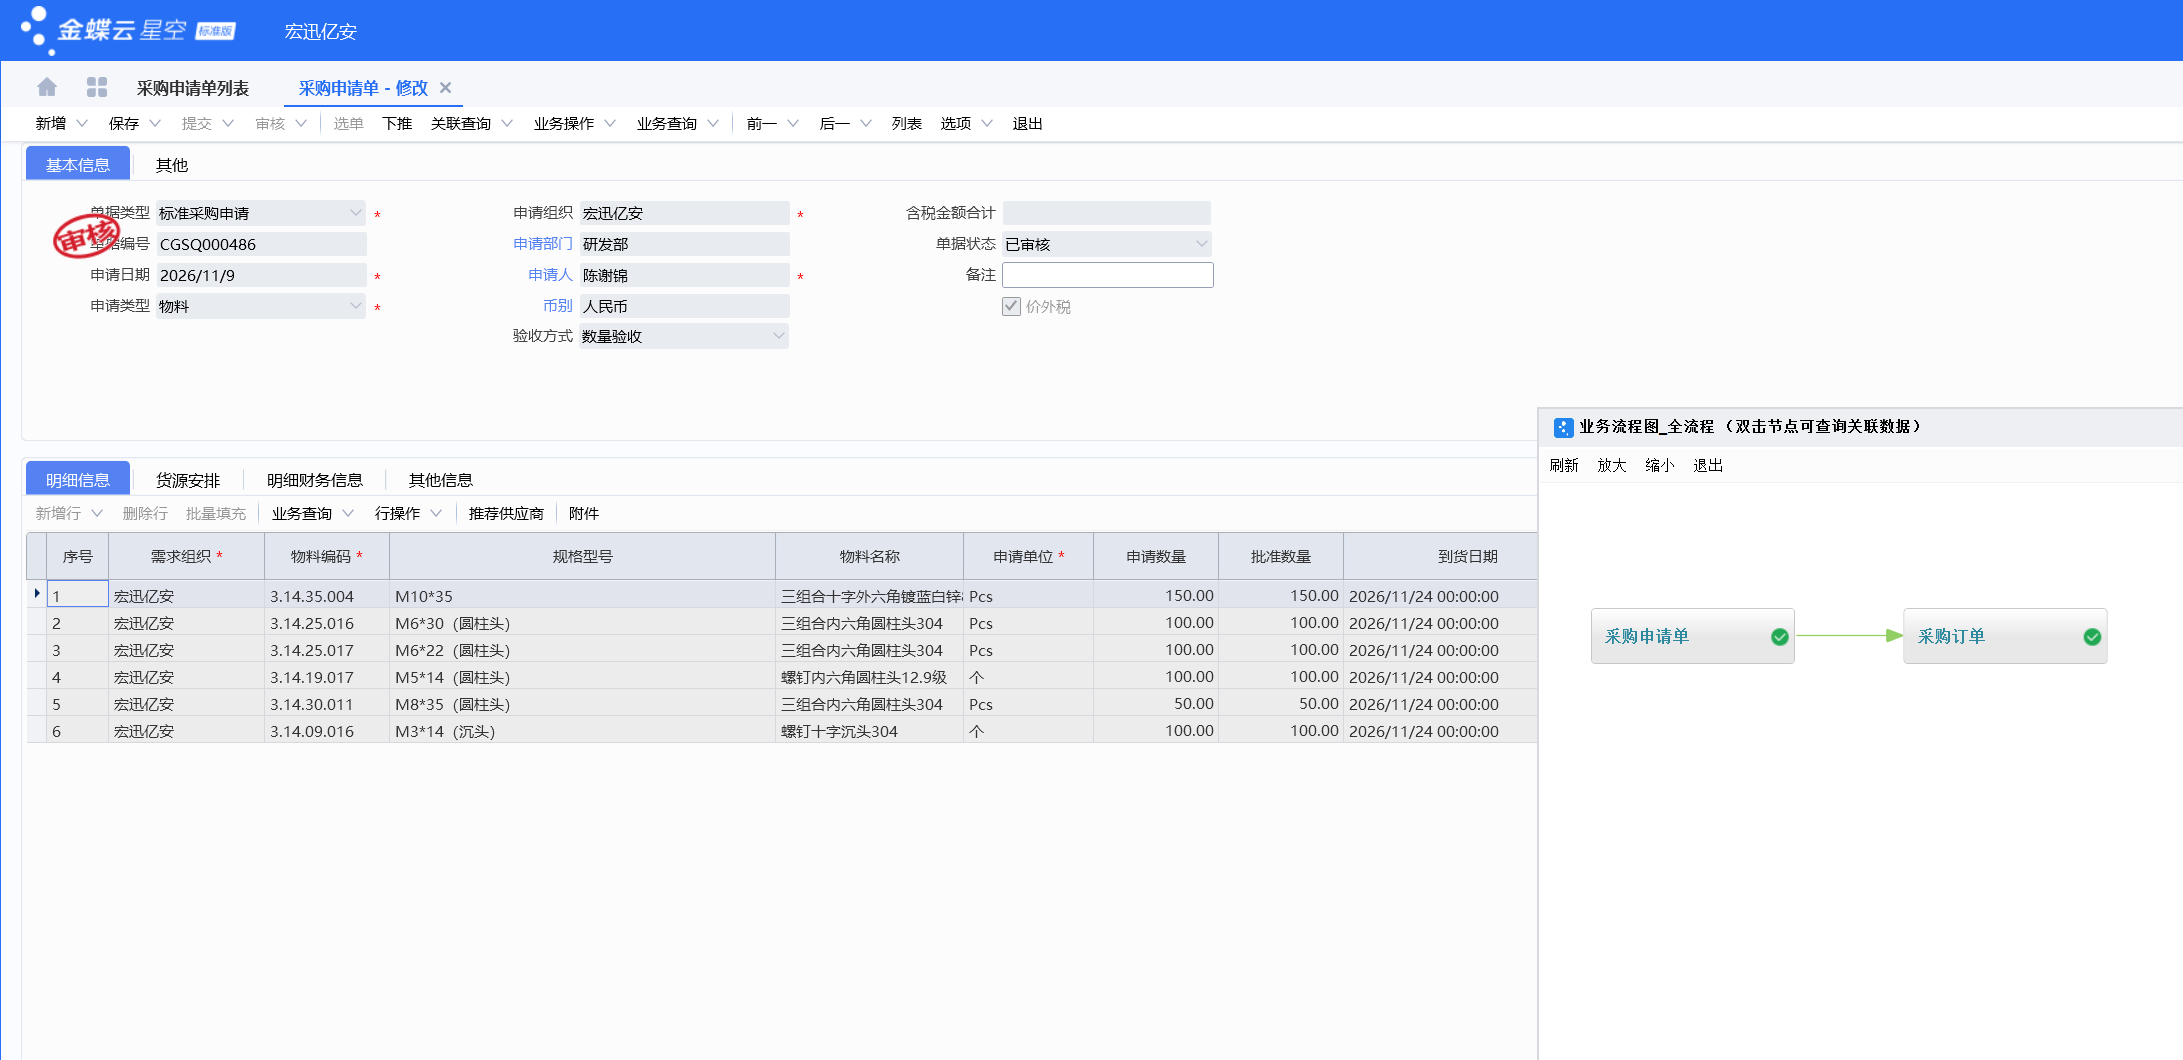 金蝶云 星空 标准版 宏迅亿安
采购申请单列表 采购申请单 - 修改
新增 保存 提交 审核 选单 下推 关联查询 业务操作 业务查询 前一 后一 列表 选项 退出
基本信息 其他
单据类型 标准采购申请 * 申请组织 宏迅亿安 * 含税金额合计
审核
单据编号 CGSQ000486 申请部门 研发部 单据状态 已审核
申请日期 2026/11/9 * 申请人 陈谢锦 * 备注
申请类型 物料 * 币别 人民币 价外税
验收方式 数量验收
业务流程图_全流程（双击节点可查询关联数据）
刷新 放大 缩小 退出
采购申请单 采购订单
明细信息 货源安排 明细财务信息 其他信息
新增行 删除行 批量填充 业务查询 行操作 推荐供应商 附件
序号 需求组织 * 物料编码 * 规格型号 物料名称 申请单位 * 申请数量 批准数量 到货日期
1 宏迅亿安 3.14.35.004 M10*35 三组合十字外六角镀蓝白锌 Pcs 150.00 150.00 2026/11/24 00:00:00
2 宏迅亿安 3.14.25.016 M6*30（圆柱头） 三组合内六角圆柱头304 Pcs 100.00 100.00 2026/11/24 00:00:00
3 宏迅亿安 3.14.25.017 M6*22（圆柱头） 三组合内六角圆柱头304 Pcs 100.00 100.00 2026/11/24 00:00:00
4 宏迅亿安 3.14.19.017 M5*14（圆柱头） 螺钉内六角圆柱头12.9级 个 100.00 100.00 2026/11/24 00:00:00
5 宏迅亿安 3.14.30.011 M8*35（圆柱头） 三组合内六角圆柱头304 Pcs 50.00 50.00 2026/11/24 00:00:00
6 宏迅亿安 3.14.09.016 M3*14（沉头） 螺钉十字沉头304 个 100.00 100.00 2026/11/24 00:00:00